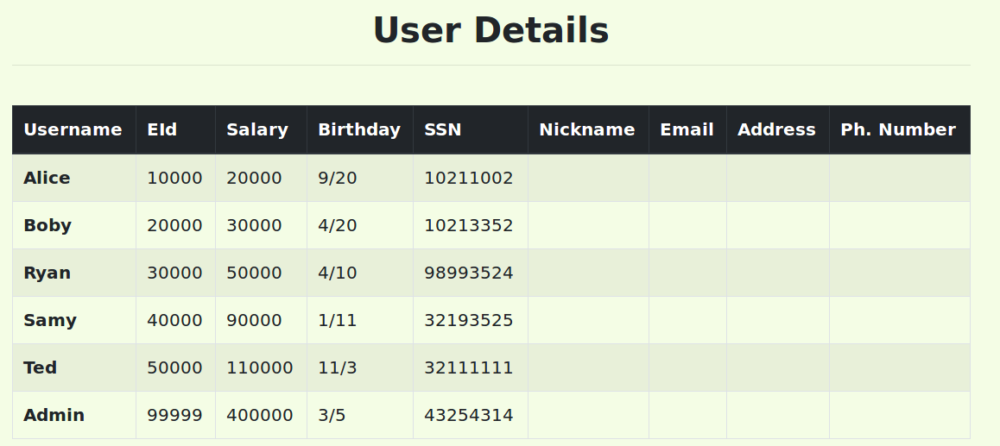 User Details
Username EId Salary Birthday SSN Nickname Email Address Ph. Number
Alice 10000 20000 9/20 10211002
Boby 20000 30000 4/20 10213352
Ryan 30000 50000 4/10 98993524
Samy 40000 90000 1/11 32193525
Ted 50000 110000 11/3 32111111
Admin 99999 400000 3/5 43254314